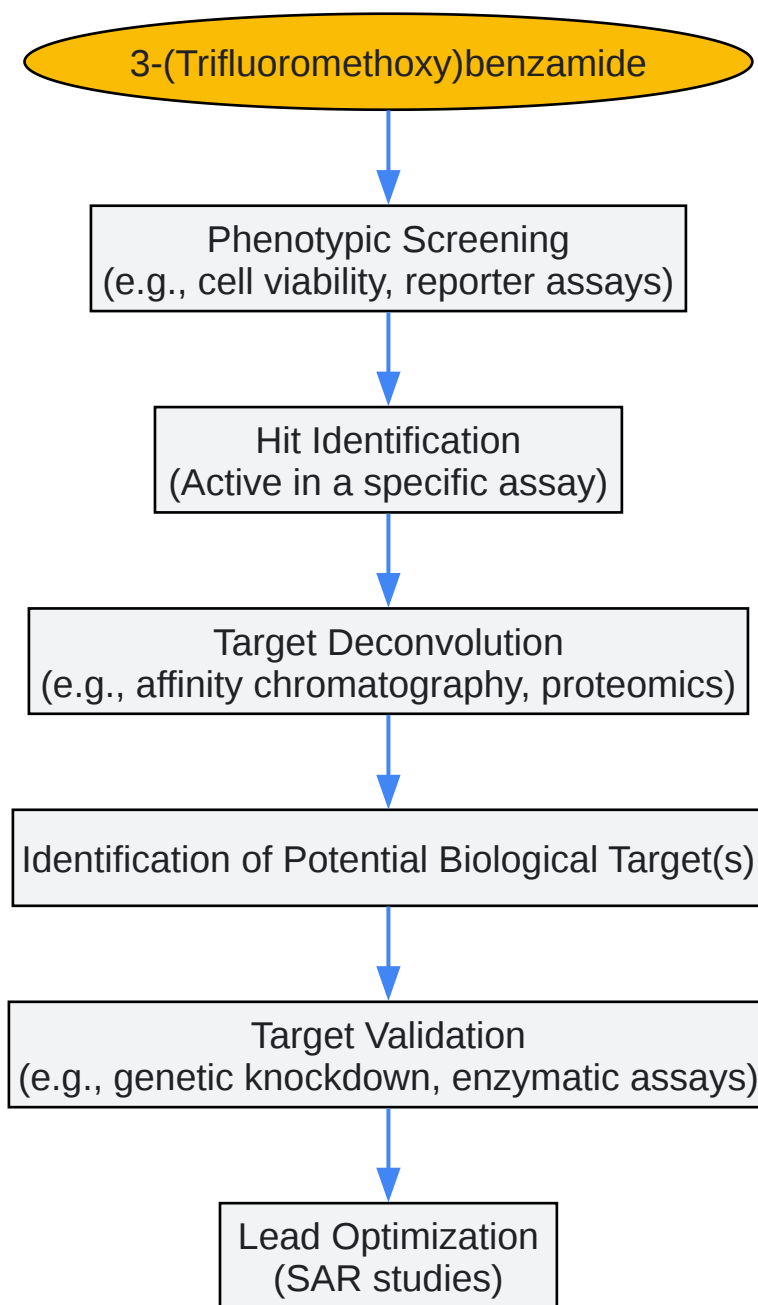 3-(Trifluoromethoxy)benzamide
Phenotypic Screening
(e.g., cell viability, reporter assays)
Hit Identification
(Active in a specific assay)
Target Deconvolution
(e.g., affinity chromatography, proteomics)
Identification of Potential Biological Target(s)
Target Validation
(e.g., genetic knockdown, enzymatic assays)
Lead Optimization
(SAR studies)